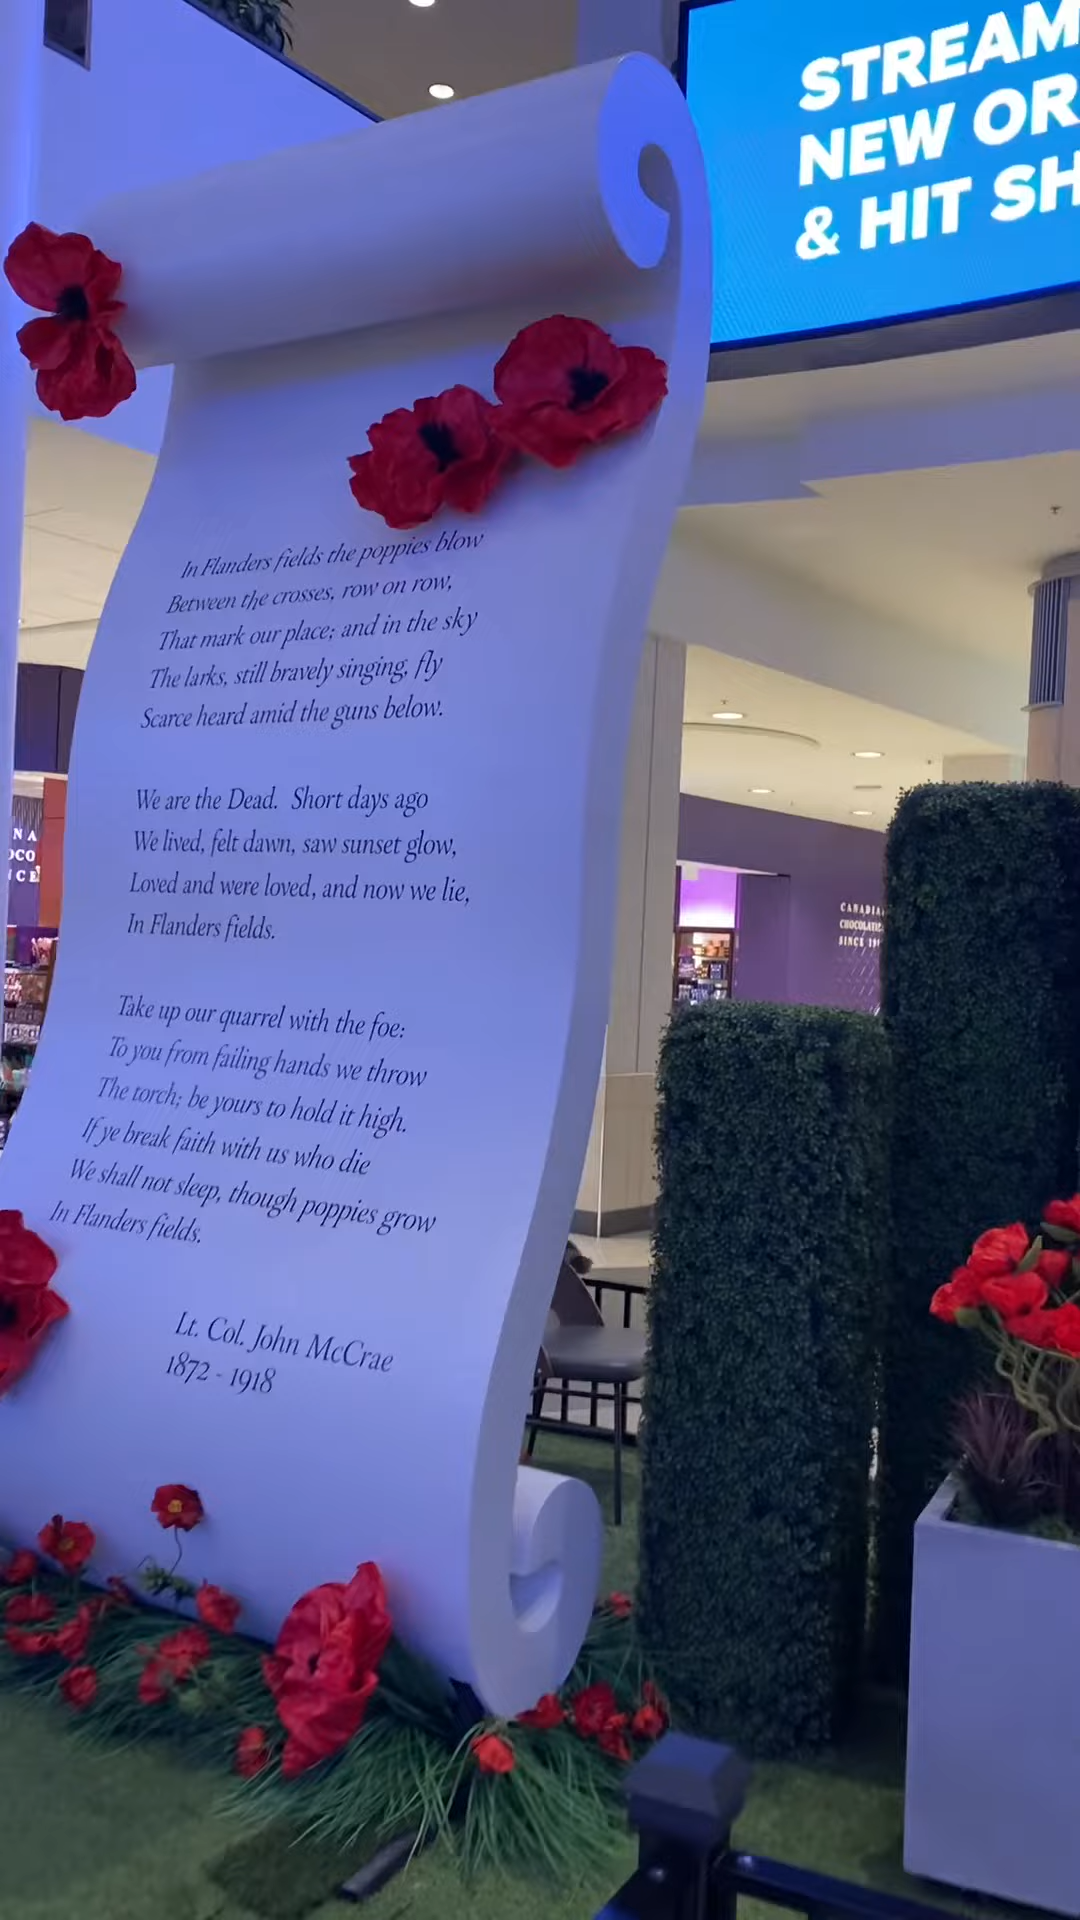 STREAM
NEW OR
& HIT SH
In Flanders fields the poppies blow
Between the crosses, row on row,
That mark our place; and in the sky
The larks, still bravely singing, fly
Scarce heard amid the guns below.
We are the Dead. Short days ago
We lived, felt dawn, saw sunset glow,
Loved and were loved, and now we lie,
In Flanders fields.
Take up our quarrel with the foe:
To you from failing hands we throw
The torch; be yours to hold it high.
If ye break faith with us who die
We shall not sleep, though poppies grow
In Flanders fields.
Lt. Col. John McCrae
1872 - 1918
N A
OCO
N C E
CANADIA
CHOCOLATIE
SINCE 19